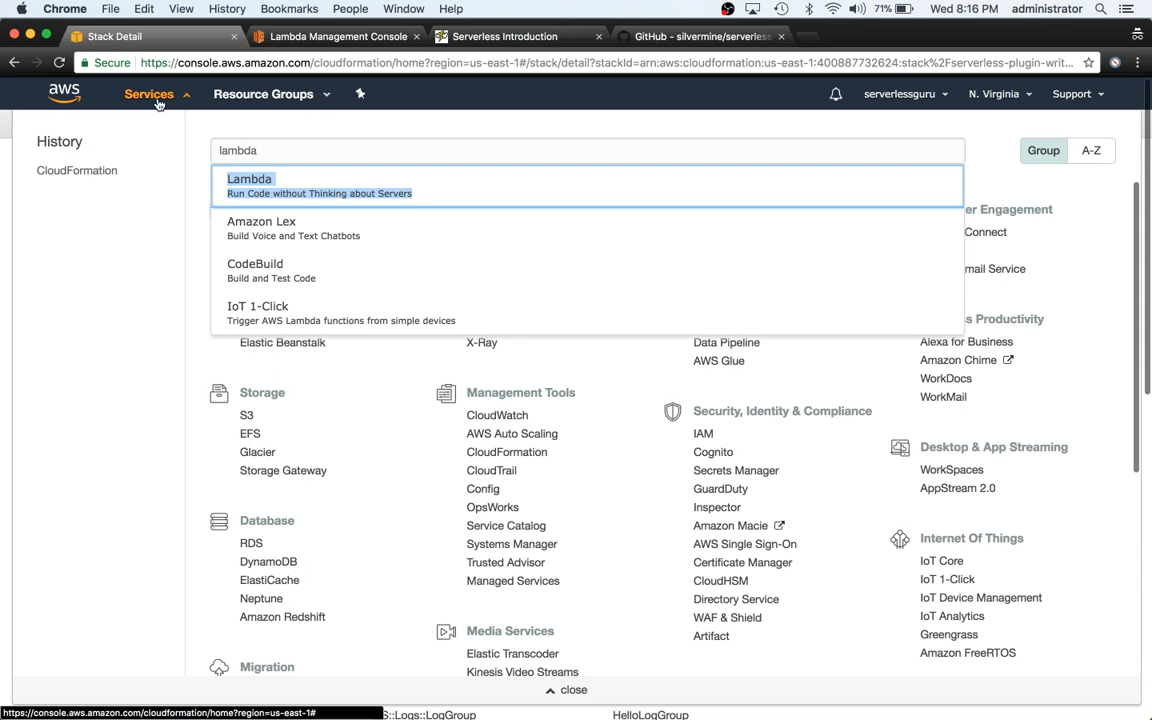 Chrome File Edit View History Bookmarks People Window Help 71% Wed 8:16 PM administrator
Stack Detail Lambda Management Console Serverless Introduction GitHub - silvermine/serverless
Secure https://console.aws.amazon.com/cloudformation/home?region=us-east-1#/stack/detail?stackId=arn:aws:cloudformation:us-east-1:400887732624:stack%2Fserverless-plugin-writ...
aws Services Resource Groups serverlessguru N. Virginia Support
History
CloudFormation
lambda
Group A-Z
Lambda
Run Code without Thinking about Servers
Amazon Lex
Build Voice and Text Chatbots
CodeBuild
Build and Test Code
IoT 1-Click
Trigger AWS Lambda functions from simple devices
Elastic Beanstalk
Storage
S3
EFS
Glacier
Storage Gateway
Database
RDS
DynamoDB
ElastiCache
Neptune
Amazon Redshift
Migration
X-Ray
Management Tools
CloudWatch
AWS Auto Scaling
CloudFormation
CloudTrail
Config
OpsWorks
Service Catalog
Systems Manager
Trusted Advisor
Managed Services
Media Services
Elastic Transcoder
Kinesis Video Streams
Data Pipeline
AWS Glue
Security, Identity & Compliance
IAM
Cognito
Secrets Manager
GuardDuty
Inspector
Amazon Macie
AWS Single Sign-On
Certificate Manager
CloudHSM
Directory Service
WAF & Shield
Artifact
er Engagement
Connect
mail Service
s Productivity
Alexa for Business
Amazon Chime
WorkDocs
WorkMail
Desktop & App Streaming
WorkSpaces
AppStream 2.0
Internet Of Things
IoT Core
IoT 1-Click
IoT Device Management
IoT Analytics
Greengrass
Amazon FreeRTOS
close
https://console.aws.amazon.com/cloudformation/home?region=us-east-1#
S::Logs::LogGroup HelloLogGroup